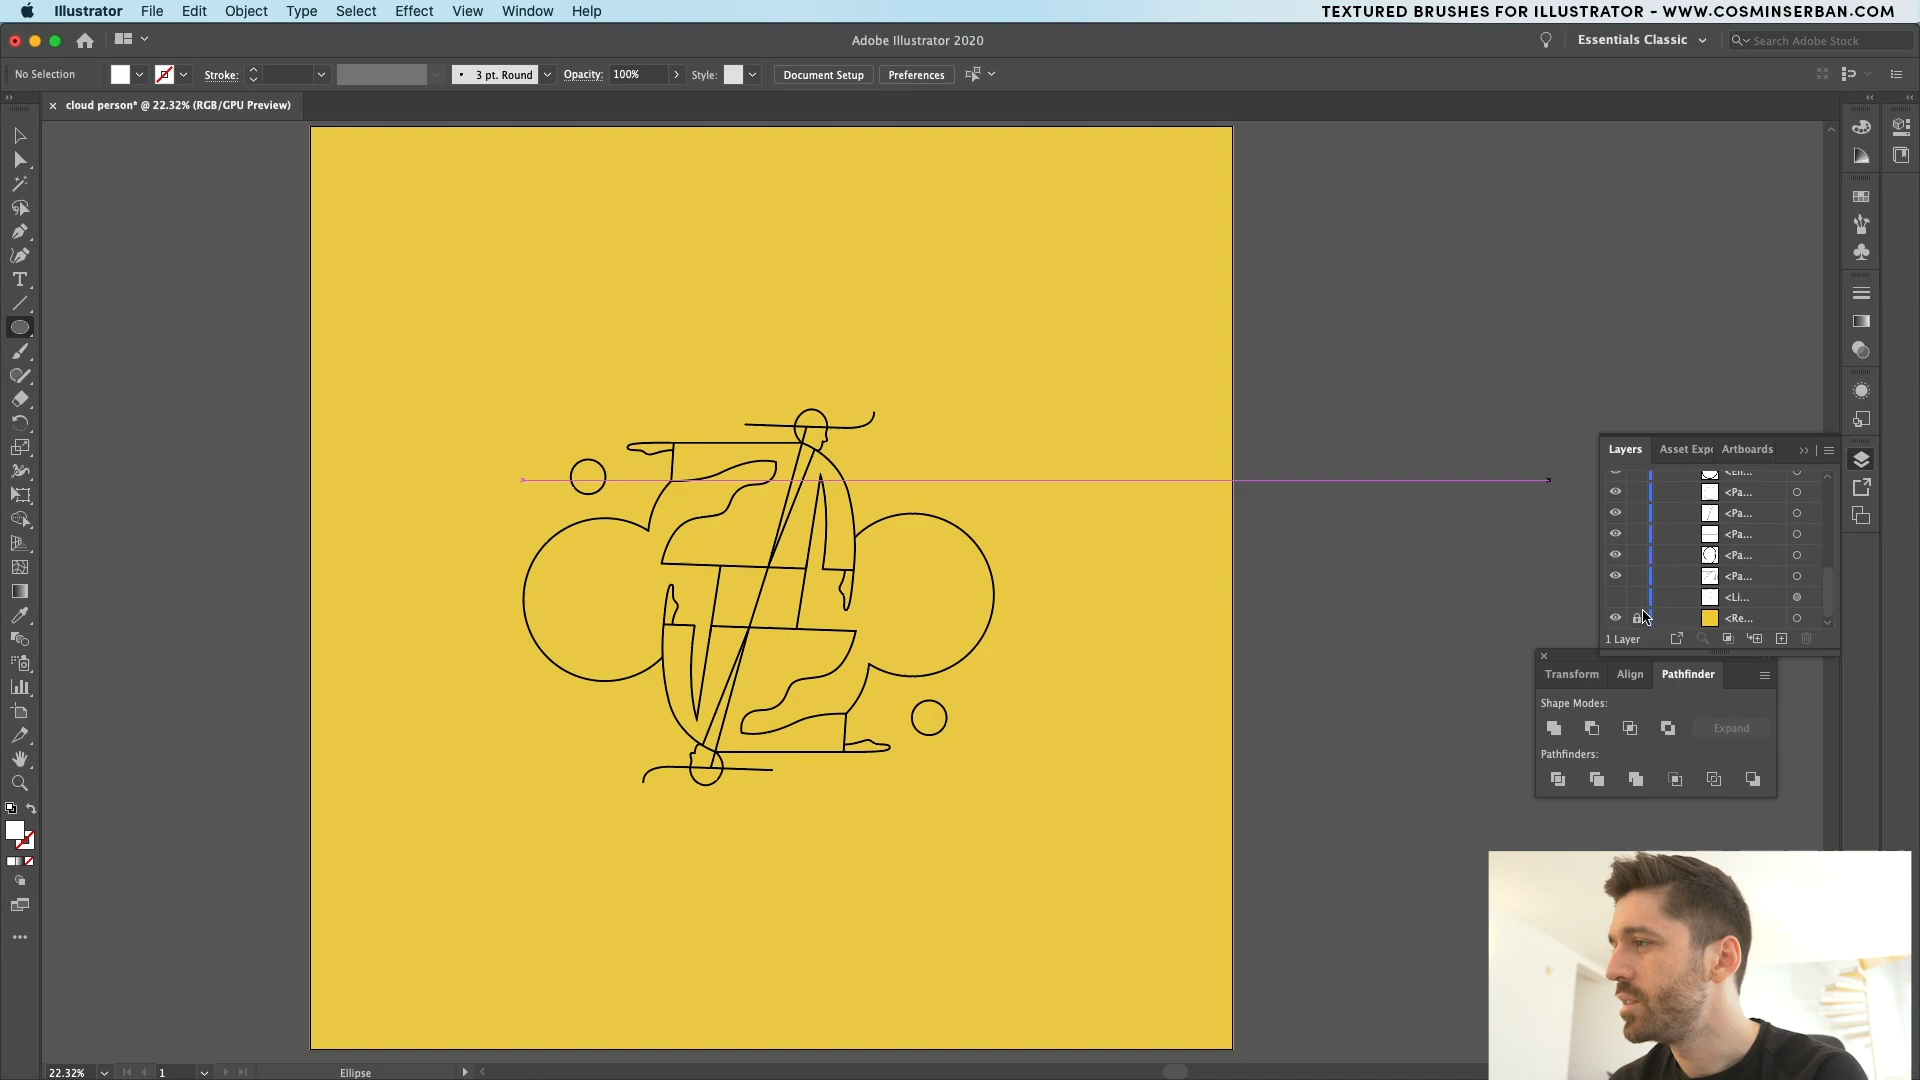 Illustrator File Edit Object Type Select Effect View Window Help
TEXTURED BRUSHES FOR ILLUSTRATOR - WWW.COSMINSERBAN.COM
Adobe Illustrator 2020
Essentials Classic
Search Adobe Stock
No Selection
Stroke:
3 pt. Round
Opacity: 100%
Style:
Document Setup
Preferences
cloud person* @ 22.32% (RGB/GPU Preview)
Layers
Asset Expo
Artboards
<Ell...
<Pa...
<Pa...
<Pa...
<Pa...
<Pa...
<Li...
<Re...
1 Layer
Transform
Align
Pathfinder
Shape Modes:
Expand
Pathfinders:
22.32%
1
Ellipse